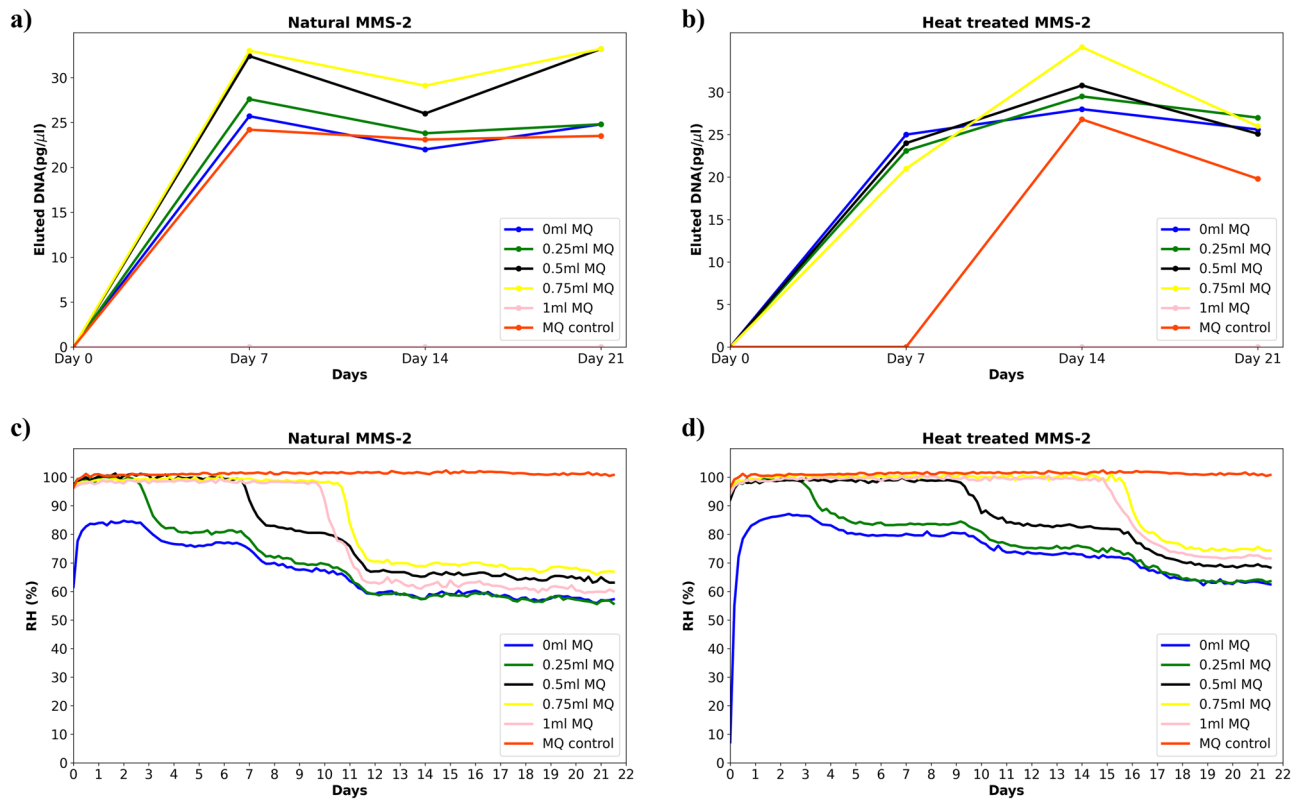 a)
Natural MMS-2
Eluted DNA(pg/μl)
30
25
20
15
10
5
0
Day 0
Day 7
Day 14
Day 21
Days
0ml MQ
0.25ml MQ
0.5ml MQ
0.75ml MQ
1ml MQ
MQ control
b)
Heat treated MMS-2
Eluted DNA(pg/μl)
30
25
20
15
10
5
0
Day 0
Day 7
Day 14
Day 21
Days
0ml MQ
0.25ml MQ
0.5ml MQ
0.75ml MQ
1ml MQ
MQ control
c)
Natural MMS-2
RH (%)
100
90
80
70
60
50
40
30
20
10
0
0 1 2 3 4 5 6 7 8 9 10 11 12 13 14 15 16 17 18 19 20 21 22
Days
0ml MQ
0.25ml MQ
0.5ml MQ
0.75ml MQ
1ml MQ
MQ control
d)
Heat treated MMS-2
RH (%)
100
90
80
70
60
50
40
30
20
10
0
0 1 2 3 4 5 6 7 8 9 10 11 12 13 14 15 16 17 18 19 20 21 22
Days
0ml MQ
0.25ml MQ
0.5ml MQ
0.75ml MQ
1ml MQ
MQ control